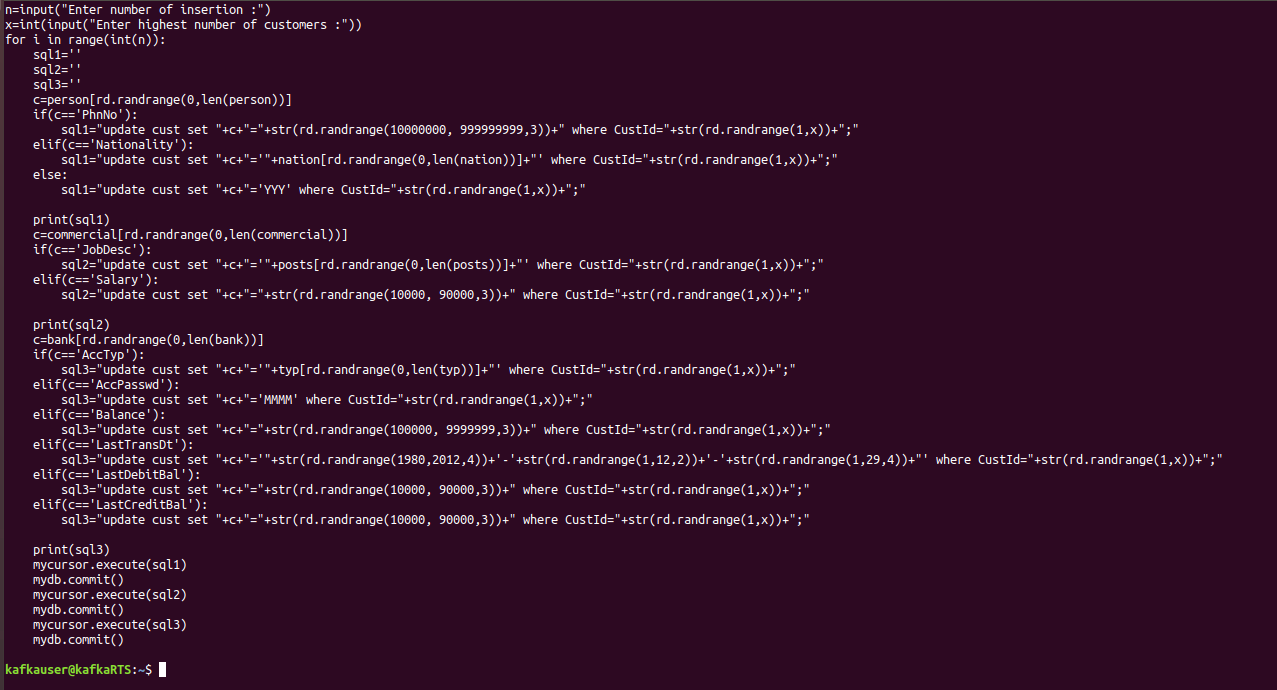 n=input("Enter number of insertion :")
x=int(input("Enter highest number of customers :"))
for i in range(int(n)):
    sql1=''
    sql2=''
    sql3=''
    c=person[rd.randrange(0,len(person))]
    if(c=='PhnNo'):
        sql1="update cust set "+c+"="+str(rd.randrange(10000000, 999999999,3))+" where CustId="+str(rd.randrange(1,x))+";"
    elif(c=='Nationality'):
        sql1="update cust set "+c+"='"+nation[rd.randrange(0,len(nation))]+"' where CustId="+str(rd.randrange(1,x))+";"
    else:
        sql1="update cust set "+c+"='YYY' where CustId="+str(rd.randrange(1,x))+";"

    print(sql1)
    c=commercial[rd.randrange(0,len(commercial))]
    if(c=='JobDesc'):
        sql2="update cust set "+c+"='"+posts[rd.randrange(0,len(posts))]+"' where CustId="+str(rd.randrange(1,x))+";"
    elif(c=='Salary'):
        sql2="update cust set "+c+"="+str(rd.randrange(10000, 90000,3))+" where CustId="+str(rd.randrange(1,x))+";"

    print(sql2)
    c=bank[rd.randrange(0,len(bank))]
    if(c=='AccTyp'):
        sql3="update cust set "+c+"='"+typ[rd.randrange(0,len(typ))]+"' where CustId="+str(rd.randrange(1,x))+";"
    elif(c=='AccPasswd'):
        sql3="update cust set "+c+"='MMMM' where CustId="+str(rd.randrange(1,x))+";"
    elif(c=='Balance'):
        sql3="update cust set "+c+"="+str(rd.randrange(100000, 9999999,3))+" where CustId="+str(rd.randrange(1,x))+";"
    elif(c=='LastTransDt'):
        sql3="update cust set "+c+"='"+str(rd.randrange(1980,2012,4))+'-'+str(rd.randrange(1,12,2))+'-'+str(rd.randrange(1,29,4))+"' where CustId="+str(rd.randrange(1,x))+";"
    elif(c=='LastDebitBal'):
        sql3="update cust set "+c+"="+str(rd.randrange(10000, 90000,3))+" where CustId="+str(rd.randrange(1,x))+";"
    elif(c=='LastCreditBal'):
        sql3="update cust set "+c+"="+str(rd.randrange(10000, 90000,3))+" where CustId="+str(rd.randrange(1,x))+";"

    print(sql3)
    mycursor.execute(sql1)
    mydb.commit()
    mycursor.execute(sql2)
    mydb.commit()
    mycursor.execute(sql3)
    mydb.commit()

kafkauser@kafkaRTS:~$